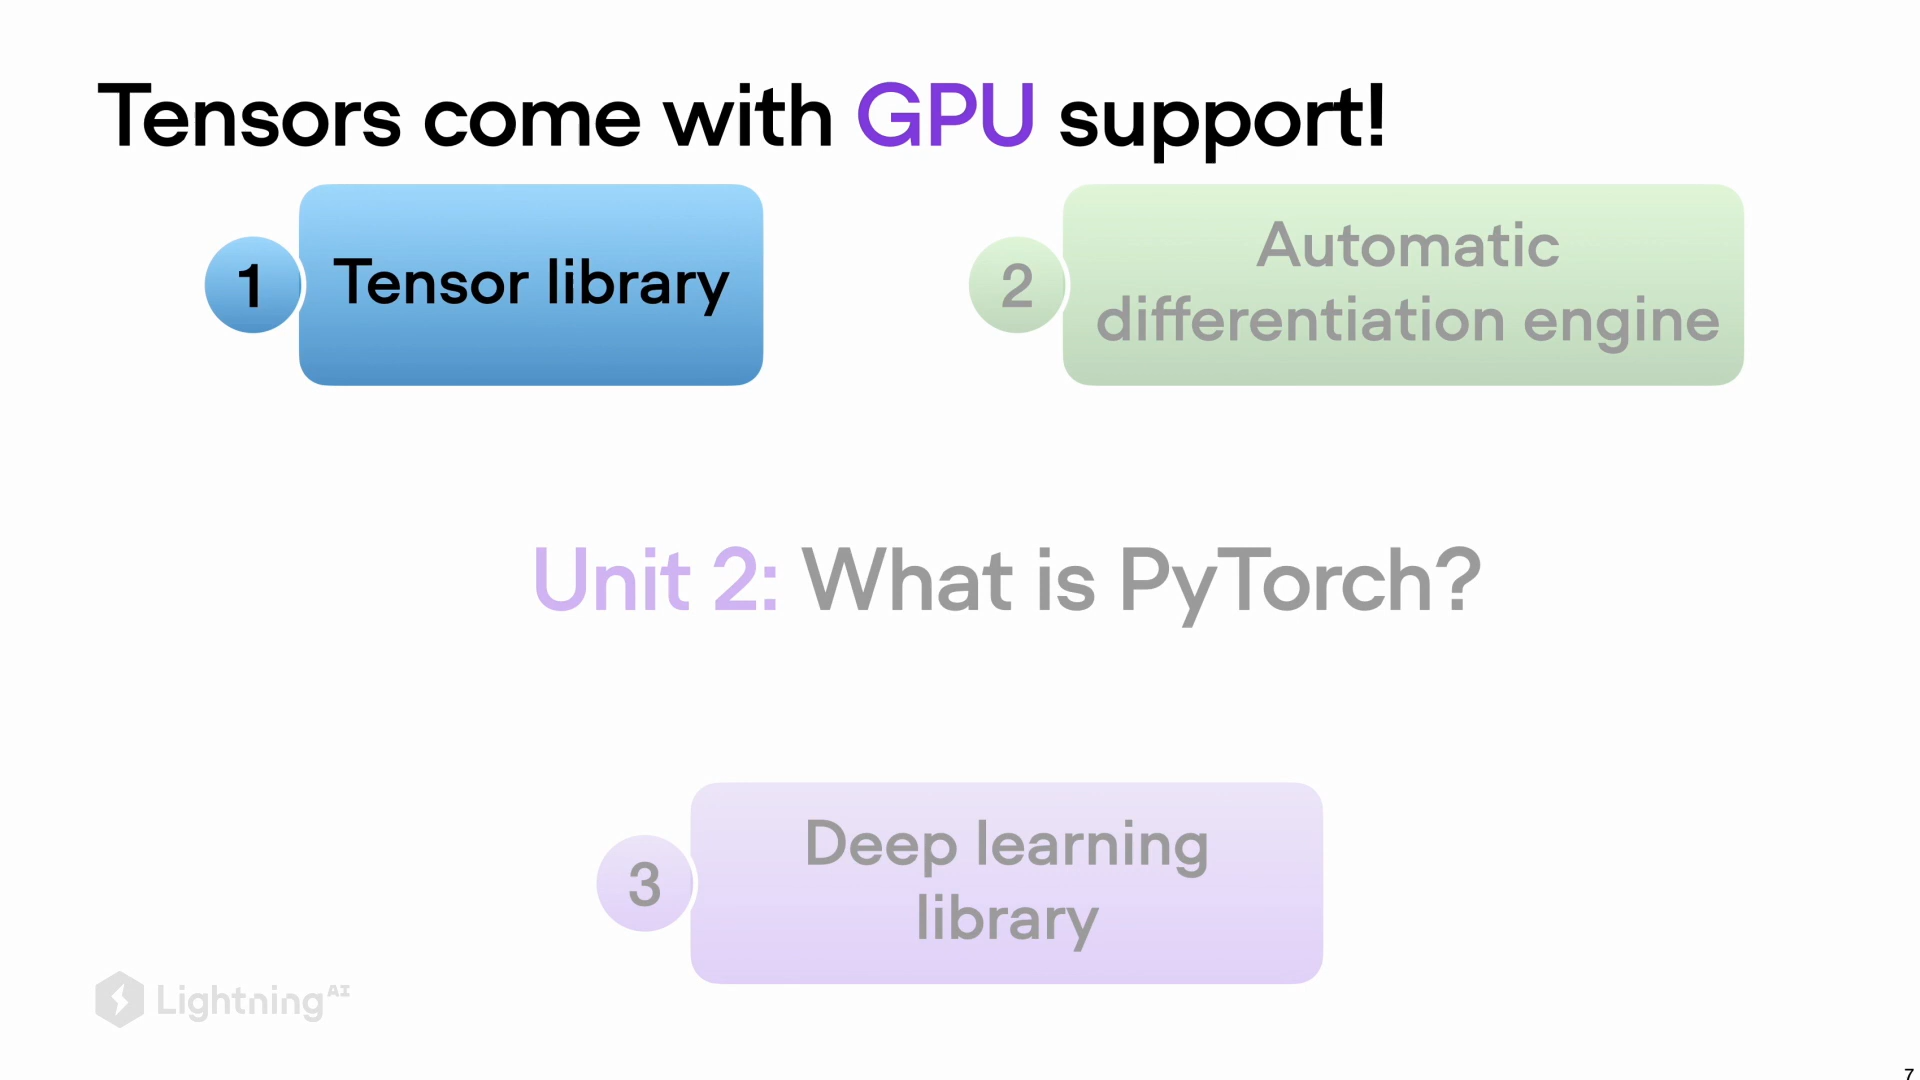 Tensors come with GPU support!
1
Tensor library
2
Automatic
differentiation engine
Unit 2: What is PyTorch?
3
Deep learning
library
Lightning AI
7